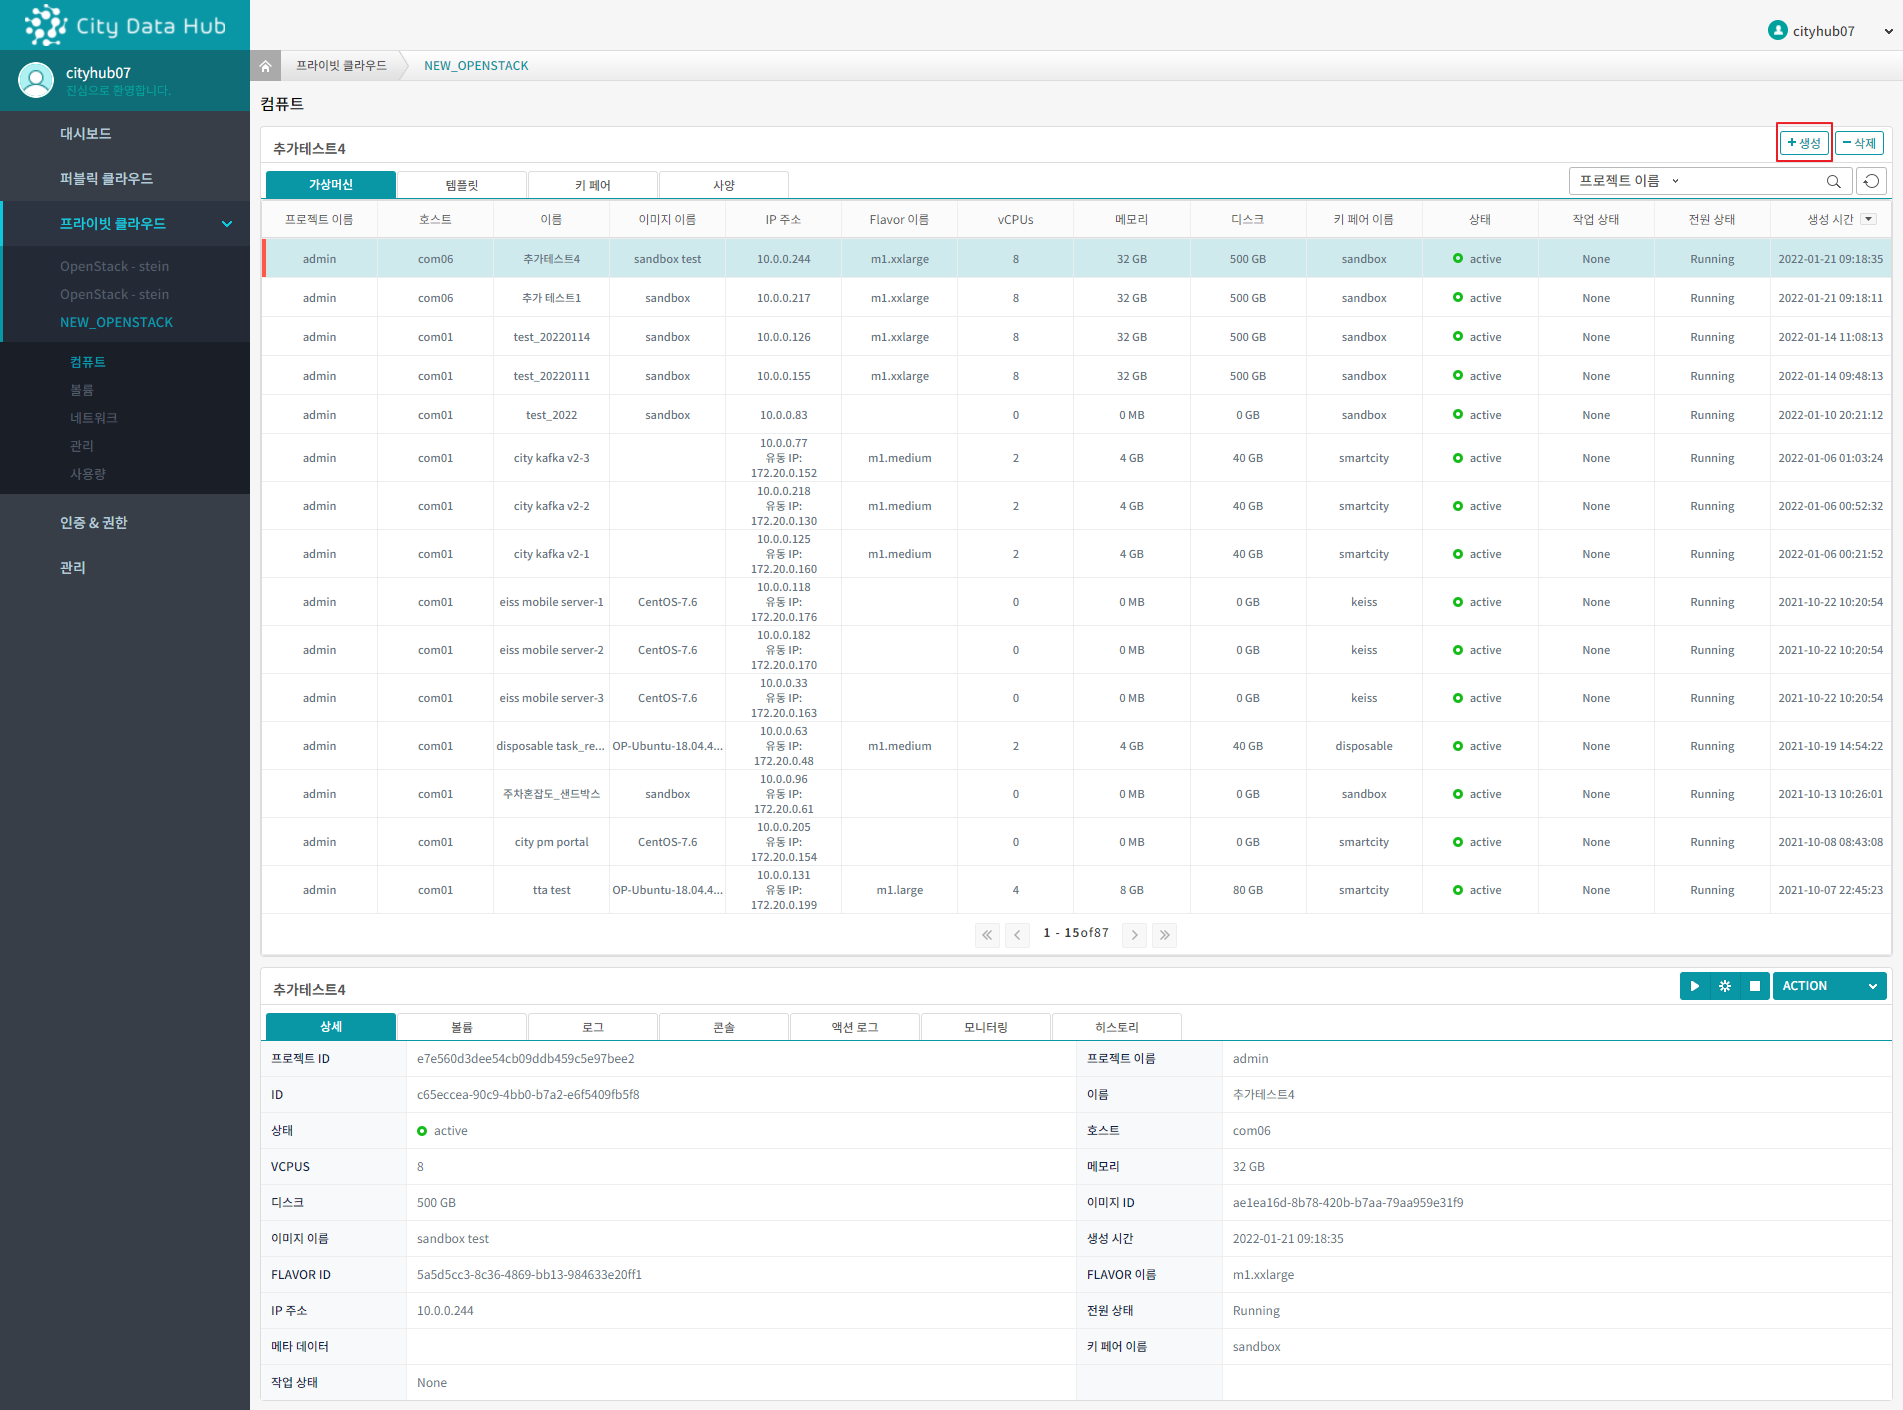 City Data Hub
cityhub07
cityhub07
진심으로 환영합니다.
대시보드
퍼블릭 클라우드
프라이빗 클라우드
OpenStack - stein
OpenStack - stein
NEW_OPENSTACK
컴퓨트
볼륨
네트워크
관리
사용량
인증 & 권한
관리
프라이빗 클라우드 NEW_OPENSTACK
컴퓨트
추가테스트4 +생성 −삭제
가상머신 템플릿 키 페어 사양 프로젝트 이름
프로젝트 이름 호스트 이름 이미지 이름 IP 주소 Flavor 이름 vCPUs 메모리 디스크 키 페어 이름 상태 작업 상태 전원 상태 생성 시간
admin com06 추가테스트4 sandbox test 10.0.0.244 m1.xxlarge 8 32 GB 500 GB sandbox active None Running 2022-01-21 09:18:35
admin com06 추가 테스트1 sandbox 10.0.0.217 m1.xxlarge 8 32 GB 500 GB sandbox active None Running 2022-01-21 09:18:11
admin com01 test_20220114 sandbox 10.0.0.126 m1.xxlarge 8 32 GB 500 GB sandbox active None Running 2022-01-14 11:08:13
admin com01 test_20220111 sandbox 10.0.0.155 m1.xxlarge 8 32 GB 500 GB sandbox active None Running 2022-01-14 09:48:13
admin com01 test_2022 sandbox 10.0.0.83 0 0 MB 0 GB sandbox active None Running 2022-01-10 20:21:12
10.0.0.77
admin com01 city kafka v2-3 유동 IP: m1.medium 2 4 GB 40 GB smartcity active None Running 2022-01-06 01:03:24
172.20.0.152
10.0.0.218
admin com01 city kafka v2-2 유동 IP: m1.medium 2 4 GB 40 GB smartcity active None Running 2022-01-06 00:52:32
172.20.0.130
10.0.0.125
admin com01 city kafka v2-1 유동 IP: m1.medium 2 4 GB 40 GB smartcity active None Running 2022-01-06 00:21:52
172.20.0.160
10.0.0.118
admin com01 eiss mobile server-1 CentOS-7.6 유동 IP: 0 0 MB 0 GB keiss active None Running 2021-10-22 10:20:54
172.20.0.176
10.0.0.182
admin com01 eiss mobile server-2 CentOS-7.6 유동 IP: 0 0 MB 0 GB keiss active None Running 2021-10-22 10:20:54
172.20.0.170
10.0.0.33
admin com01 eiss mobile server-3 CentOS-7.6 유동 IP: 0 0 MB 0 GB keiss active None Running 2021-10-22 10:20:54
172.20.0.163
10.0.0.63
admin com01 disposable task_re... OP-Ubuntu-18.04.4... 유동 IP: m1.medium 2 4 GB 40 GB disposable active None Running 2021-10-19 14:54:22
172.20.0.48
10.0.0.96
admin com01 주차혼잡도_샌드박스 sandbox 유동 IP: 0 0 MB 0 GB sandbox active None Running 2021-10-13 10:26:01
172.20.0.61
10.0.0.205
admin com01 city pm portal CentOS-7.6 유동 IP: 0 0 MB 0 GB smartcity active None Running 2021-10-08 08:43:08
172.20.0.154
10.0.0.131
admin com01 tta test OP-Ubuntu-18.04.4... 유동 IP: m1.large 4 8 GB 80 GB smartcity active None Running 2021-10-07 22:45:23
172.20.0.199
1 - 15of87
추가테스트4 ACTION
상세 볼륨 로그 콘솔 액션 로그 모니터링 히스토리
프로젝트 ID e7e560d3dee54cb09ddb459c5e97bee2 프로젝트 이름 admin
ID c65eccea-90c9-4bb0-b7a2-e6f5409fb5f8 이름 추가테스트4
상태 active 호스트 com06
VCPUS 8 메모리 32 GB
디스크 500 GB 이미지 ID ae1ea16d-8b78-420b-b7aa-79aa959e31f9
이미지 이름 sandbox test 생성 시간 2022-01-21 09:18:35
FLAVOR ID 5a5d5cc3-8c36-4869-bb13-984633e20ff1 FLAVOR 이름 m1.xxlarge
IP 주소 10.0.0.244 전원 상태 Running
메타 데이터 키 페어 이름 sandbox
작업 상태 None